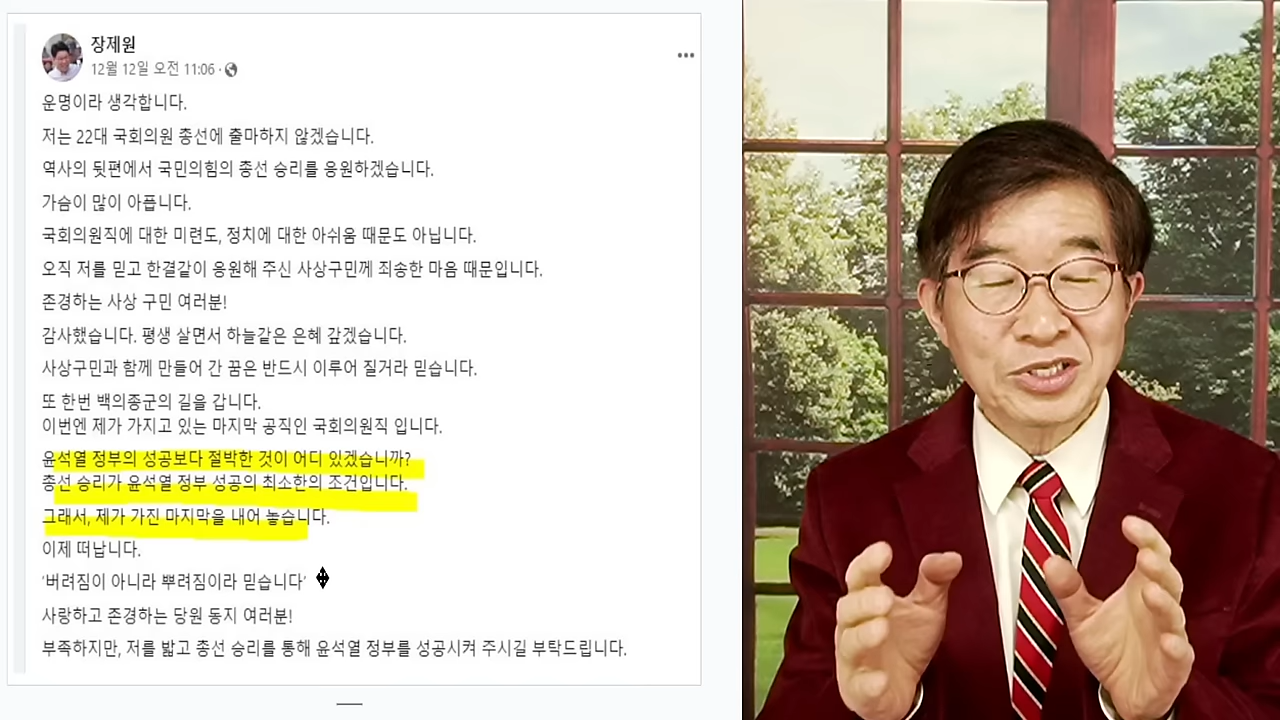 장제원
12월 12일 오전 11:06 ·
운명이라 생각합니다.
저는 22대 국회의원 총선에 출마하지 않겠습니다.
역사의 뒷편에서 국민의힘의 총선 승리를 응원하겠습니다.
가슴이 많이 아픕니다.
국회의원직에 대한 미련도, 정치에 대한 아쉬움 때문도 아닙니다.
오직 저를 믿고 한결같이 응원해 주신 사상구민께 죄송한 마음 때문입니다.
존경하는 사상 구민 여러분!
감사했습니다. 평생 살면서 하늘같은 은혜 갚겠습니다.
사상구민과 함께 만들어 간 꿈은 반드시 이루어 질거라 믿습니다.
또 한번 백의종군의 길을 갑니다.
이번엔 제가 가지고 있는 마지막 공직인 국회의원직 입니다.
윤석열 정부의 성공보다 절박한 것이 어디 있겠습니까?
총선 승리가 윤석열 정부 성공의 최소한의 조건입니다.
그래서, 제가 가진 마지막을 내어 놓습니다.
이제 떠납니다.
'버려짐이 아니라 뿌려짐이라 믿습니다'
사랑하고 존경하는 당원 동지 여러분!
부족하지만, 저를 밟고 총선 승리를 통해 윤석열 정부를 성공시켜 주시길 부탁드립니다.